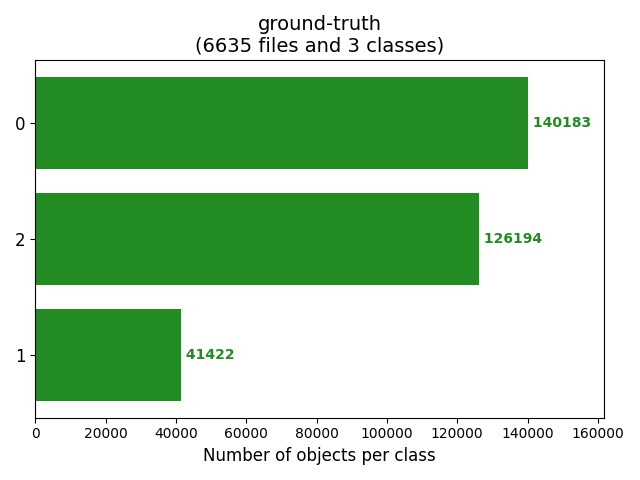 ground-truth
(6635 files and 3 classes)
0
140183
2
126194
1
41422
0 20000 40000 60000 80000 100000 120000 140000 160000
Number of objects per class